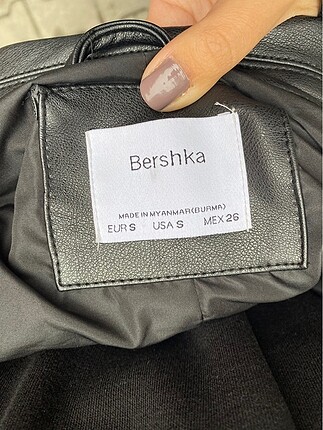 Bershka
MADE IN MYANMAR(BURMA)
EUR S USA S MEX 26